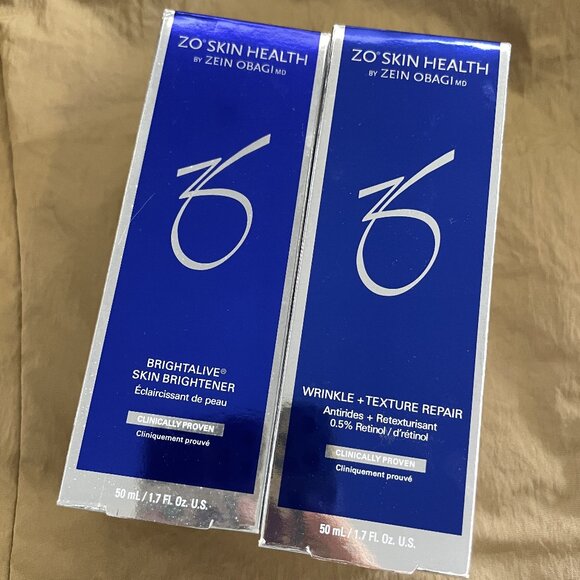 ZO® SKIN HEALTH
BY ZEIN OBAGI MD
BRIGHTALIVE®
SKIN BRIGHTENER
Éclaircissant de peau
CLINICALLY PROVEN
Cliniquement prouvé
50 mL / 1.7 Fl. Oz. U.S.
ZO® SKIN HEALTH
BY ZEIN OBAGI MD
WRINKLE + TEXTURE REPAIR
Antirides + Retexturisant
0.5% Retinol / d'rétinol
CLINICALLY PROVEN
Cliniquement prouvé
50 mL / 1.7 Fl. Oz. U.S.